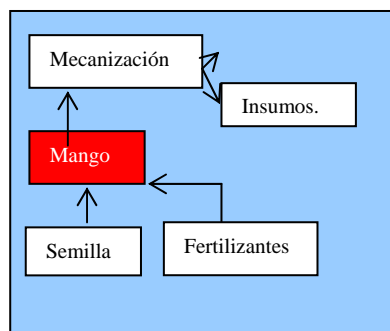 Mecanización
Insumos.
Mango
Semilla
Fertilizantes